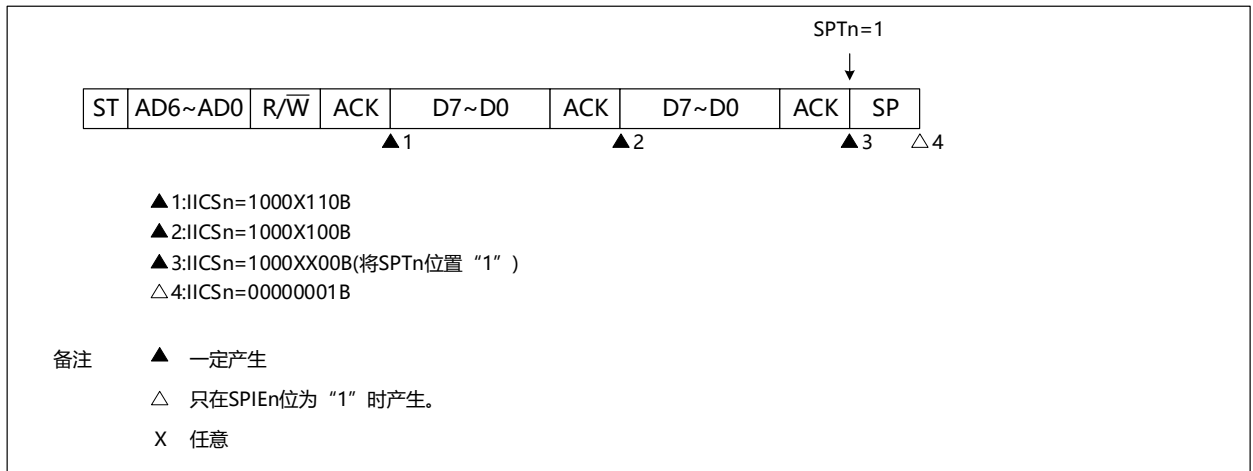 SPTn=1
ST AD6~AD0 R/W̅ ACK D7~D0 ACK D7~D0 ACK SP
▲1 ▲2 ▲3 △4
▲1:IICSn=1000X110B
▲2:IICSn=1000X100B
▲3:IICSn=1000XX00B(将SPTn位置“1”)
△4:IICSn=00000001B
备注 ▲ 一定产生
△ 只在SPIEn位为“1”时产生。
X 任意